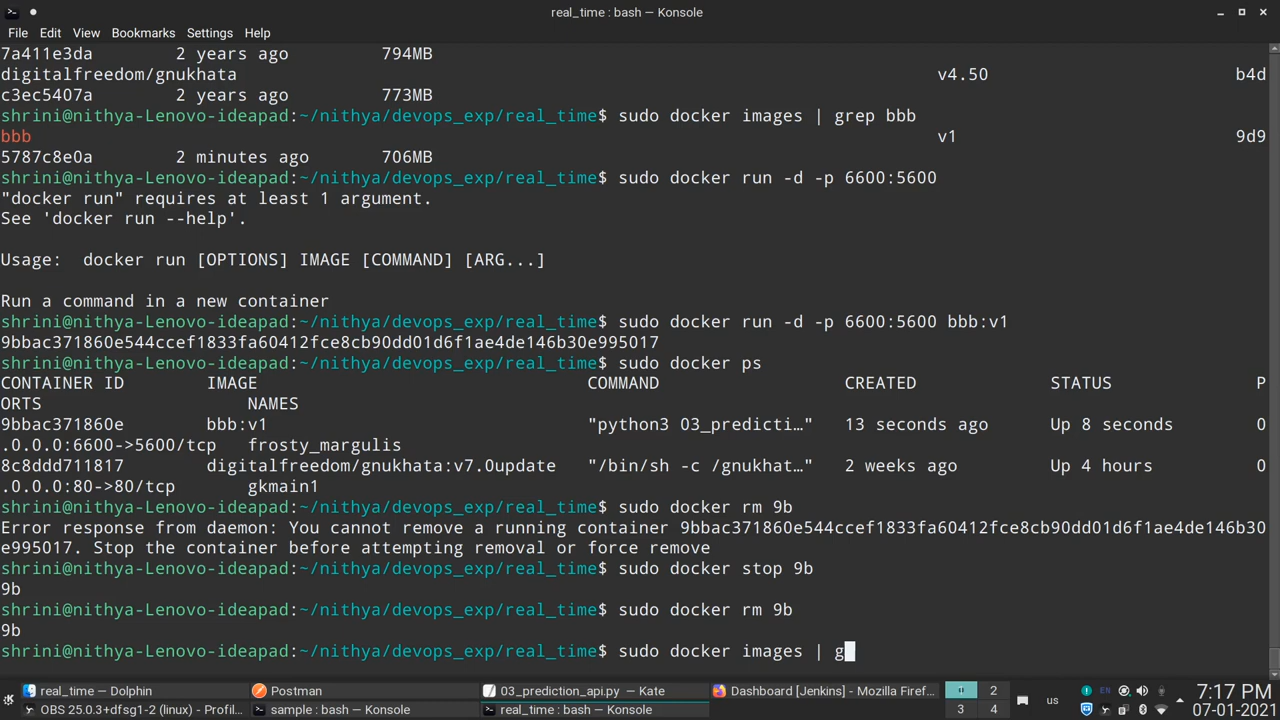 real_time : bash — Konsole
File Edit View Bookmarks Settings Help
7a411e3da 2 years ago 794MB
digitalfreedom/gnukhata v4.50 b4d
c3ec5407a 2 years ago 773MB
shrini@nithya-Lenovo-ideapad:~/nithya/devops_exp/real_time$ sudo docker images | grep bbb
bbb v1 9d9
5787c8e0a 2 minutes ago 706MB
shrini@nithya-Lenovo-ideapad:~/nithya/devops_exp/real_time$ sudo docker run -d -p 6600:5600
"docker run" requires at least 1 argument.
See 'docker run --help'.
Usage: docker run [OPTIONS] IMAGE [COMMAND] [ARG...]
Run a command in a new container
shrini@nithya-Lenovo-ideapad:~/nithya/devops_exp/real_time$ sudo docker run -d -p 6600:5600 bbb:v1
9bbac371860e544ccef1833fa60412fce8cb90dd01d6f1ae4de146b30e995017
shrini@nithya-Lenovo-ideapad:~/nithya/devops_exp/real_time$ sudo docker ps
CONTAINER ID IMAGE COMMAND CREATED STATUS P
ORTS NAMES
9bbac371860e bbb:v1 "python3 03_predicti…" 13 seconds ago Up 8 seconds 0
.0.0.0:6600->5600/tcp frosty_margulis
8c8ddd711817 digitalfreedom/gnukhata:v7.0update "/bin/sh -c /gnukhat…" 2 weeks ago Up 4 hours 0
.0.0.0:80->80/tcp gkmain1
shrini@nithya-Lenovo-ideapad:~/nithya/devops_exp/real_time$ sudo docker rm 9b
Error response from daemon: You cannot remove a running container 9bbac371860e544ccef1833fa60412fce8cb90dd01d6f1ae4de146b30
e995017. Stop the container before attempting removal or force remove
shrini@nithya-Lenovo-ideapad:~/nithya/devops_exp/real_time$ sudo docker stop 9b
9b
shrini@nithya-Lenovo-ideapad:~/nithya/devops_exp/real_time$ sudo docker rm 9b
9b
shrini@nithya-Lenovo-ideapad:~/nithya/devops_exp/real_time$ sudo docker images | g
real_time — Dolphin Postman 03_prediction_api.py — Kate Dashboard [Jenkins] — Mozilla Firef… 2 us EN 7:17 PM
OBS 25.0.3+dfsg1-2 (linux) - Profil… sample : bash — Konsole real_time : bash — Konsole 3 4 07-01-2021